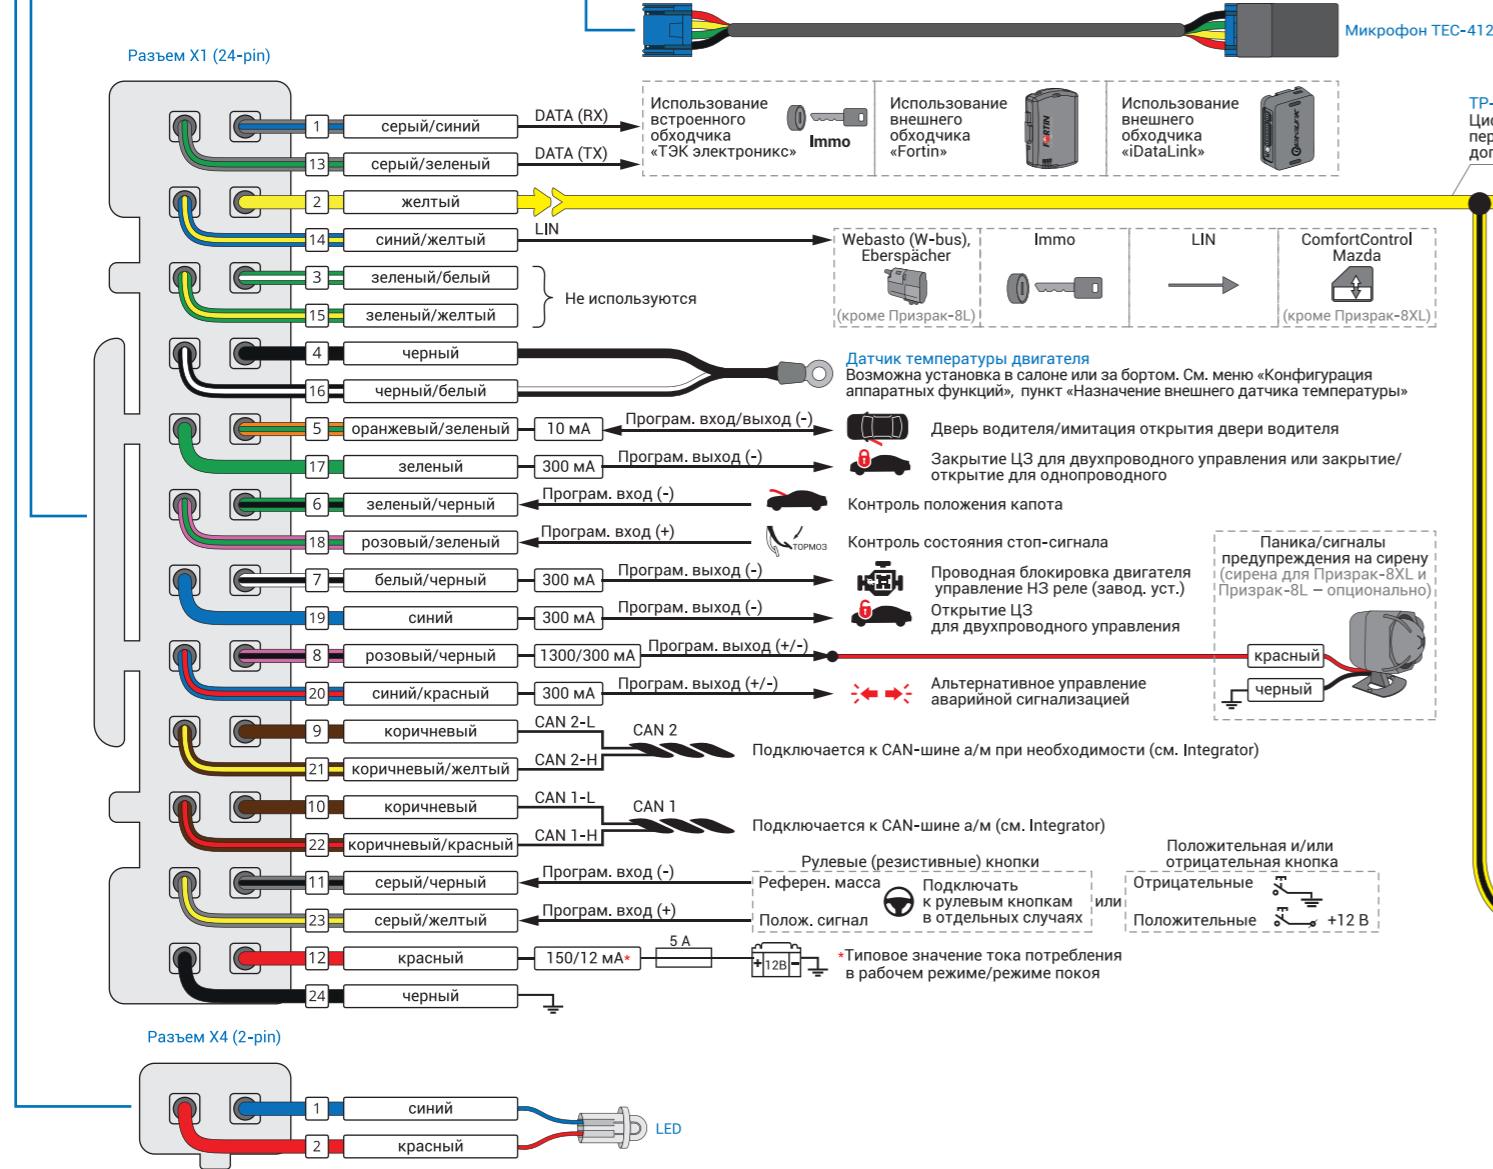 Микрофон TEC-412
Разъем X1 (24-pin)
TP-
1
серый/синий
DATA (RX)
13
серый/зеленый
DATA (TX)
Использование
встроенного
обходчика
«ТЭК электроникс»
Immo
Использование
внешнего
обходчика
«Fortin»
FORTIN
Использование
внешнего
обходчика
«iDataLink»
2
желтый
14
синий/желтый
LIN
Webasto (W-bus),
Eberspächer
(кроме Призрак-8L)
Immo
LIN
ComfortControl
Mazda
(кроме Призрак-8XL)
3
зеленый/белый
15
зеленый/желтый
Не используются
4
черный
16
черный/белый
Датчик температуры двигателя
Возможна установка в салоне или за бортом. См. меню «Конфигурация
аппаратных функций», пункт «Назначение внешнего датчика температуры»
5
оранжевый/зеленый
10 мА
Програм. вход/выход (-)
Дверь водителя/имитация открытия двери водителя
17
зеленый
300 мА
Програм. выход (-)
Закрытие ЦЗ для двухпроводного управления или закрытие/
открытие для однопроводного
6
зеленый/черный
Програм. вход (-)
Контроль положения капота
18
розовый/зеленый
Програм. вход (+)
ТОРМОЗ
Контроль состояния стоп-сигнала
7
белый/черный
300 мА
Програм. выход (-)
Проводная блокировка двигателя
управление НЗ реле (завод. уст.)
19
синий
300 мА
Програм. выход (-)
Открытие ЦЗ
для двухпроводного управления
8
розовый/черный
1300/300 мА
Програм. выход (+/-)
Паника/сигналы
предупреждения на сирену
(сирена для Призрак-8XL и
Призрак-8L – опционально)
красный
черный
20
синий/красный
300 мА
Програм. выход (+/-)
Альтернативное управление
аварийной сигнализацией
9
коричневый
CAN 2-L
21
коричневый/желтый
CAN 2-H
CAN 2
Подключается к CAN-шине а/м при необходимости (см. Integrator)
10
коричневый
CAN 1-L
22
коричневый/красный
CAN 1-H
CAN 1
Подключается к CAN-шине а/м (см. Integrator)
11
серый/черный
Програм. вход (-)
23
серый/желтый
Програм. вход (+)
Рулевые (резистивные) кнопки
Референ. масса
Полож. сигнал
Подключать
к рулевым кнопкам
в отдельных случаях
или
Положительная и/или
отрицательная кнопка
Отрицательные
Положительные
+12 В
12
красный
150/12 мА*
5 А
+ 12В -
*Типовое значение тока потребления
в рабочем режиме/режиме покоя
24
черный
Разъем X4 (2-pin)
1
синий
2
красный
LED